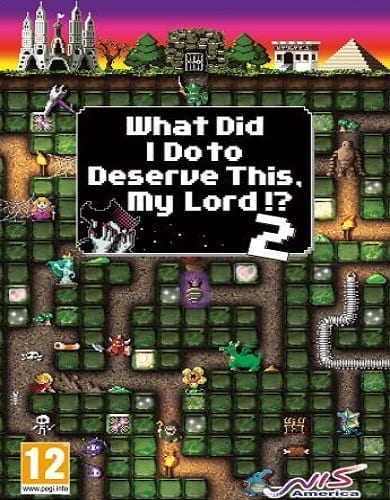 What Did
I Do to
Deserve This,
My Lord !?
2
12
www.pegi.info
NIS
America